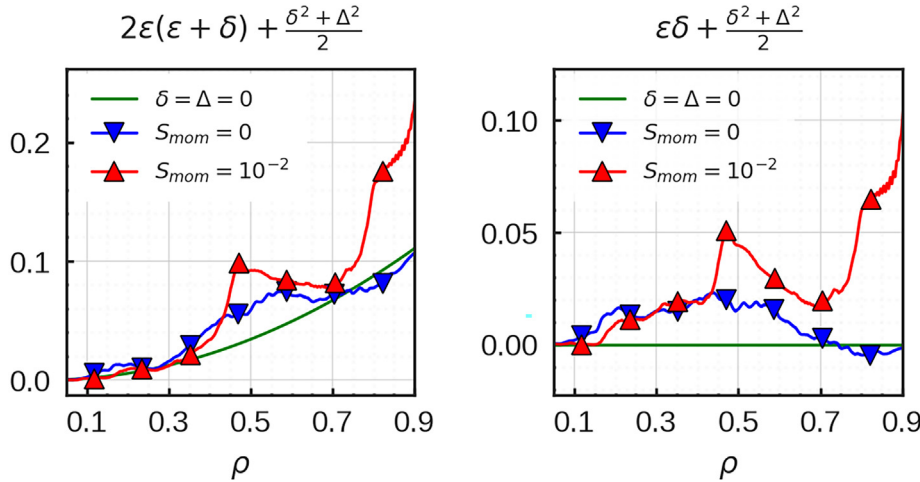 2ε(ε + δ) + (δ² + Δ²)/2
δ = Δ = 0
S_mom = 0
S_mom = 10⁻²
0.2
0.1
0.0
0.1 0.3 0.5 0.7 0.9
ρ
εδ + (δ² + Δ²)/2
δ = Δ = 0
S_mom = 0
S_mom = 10⁻²
0.10
0.05
0.00
0.1 0.3 0.5 0.7 0.9
ρ